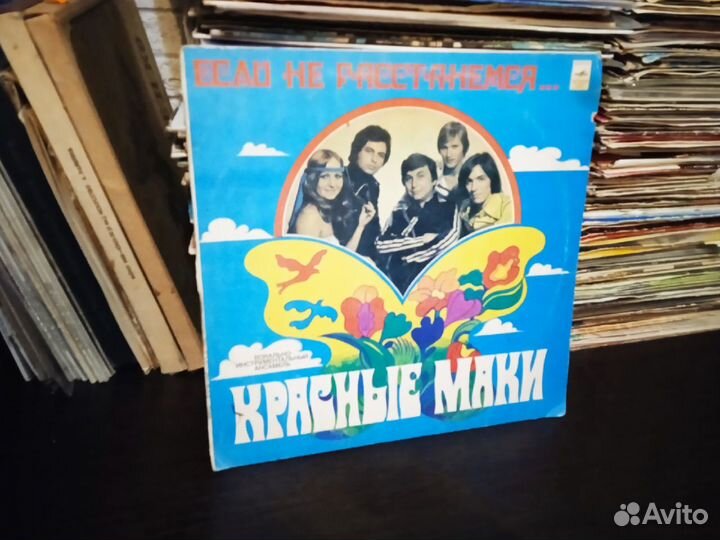 ЕСЛИ НЕ РАССТАНЕМСЯ...
ВОКАЛЬНО-
ИНСТРУМЕНТАЛЬНЫЙ
АНСАМБЛЬ
КРАСНЫЕ МАКИ
Avito